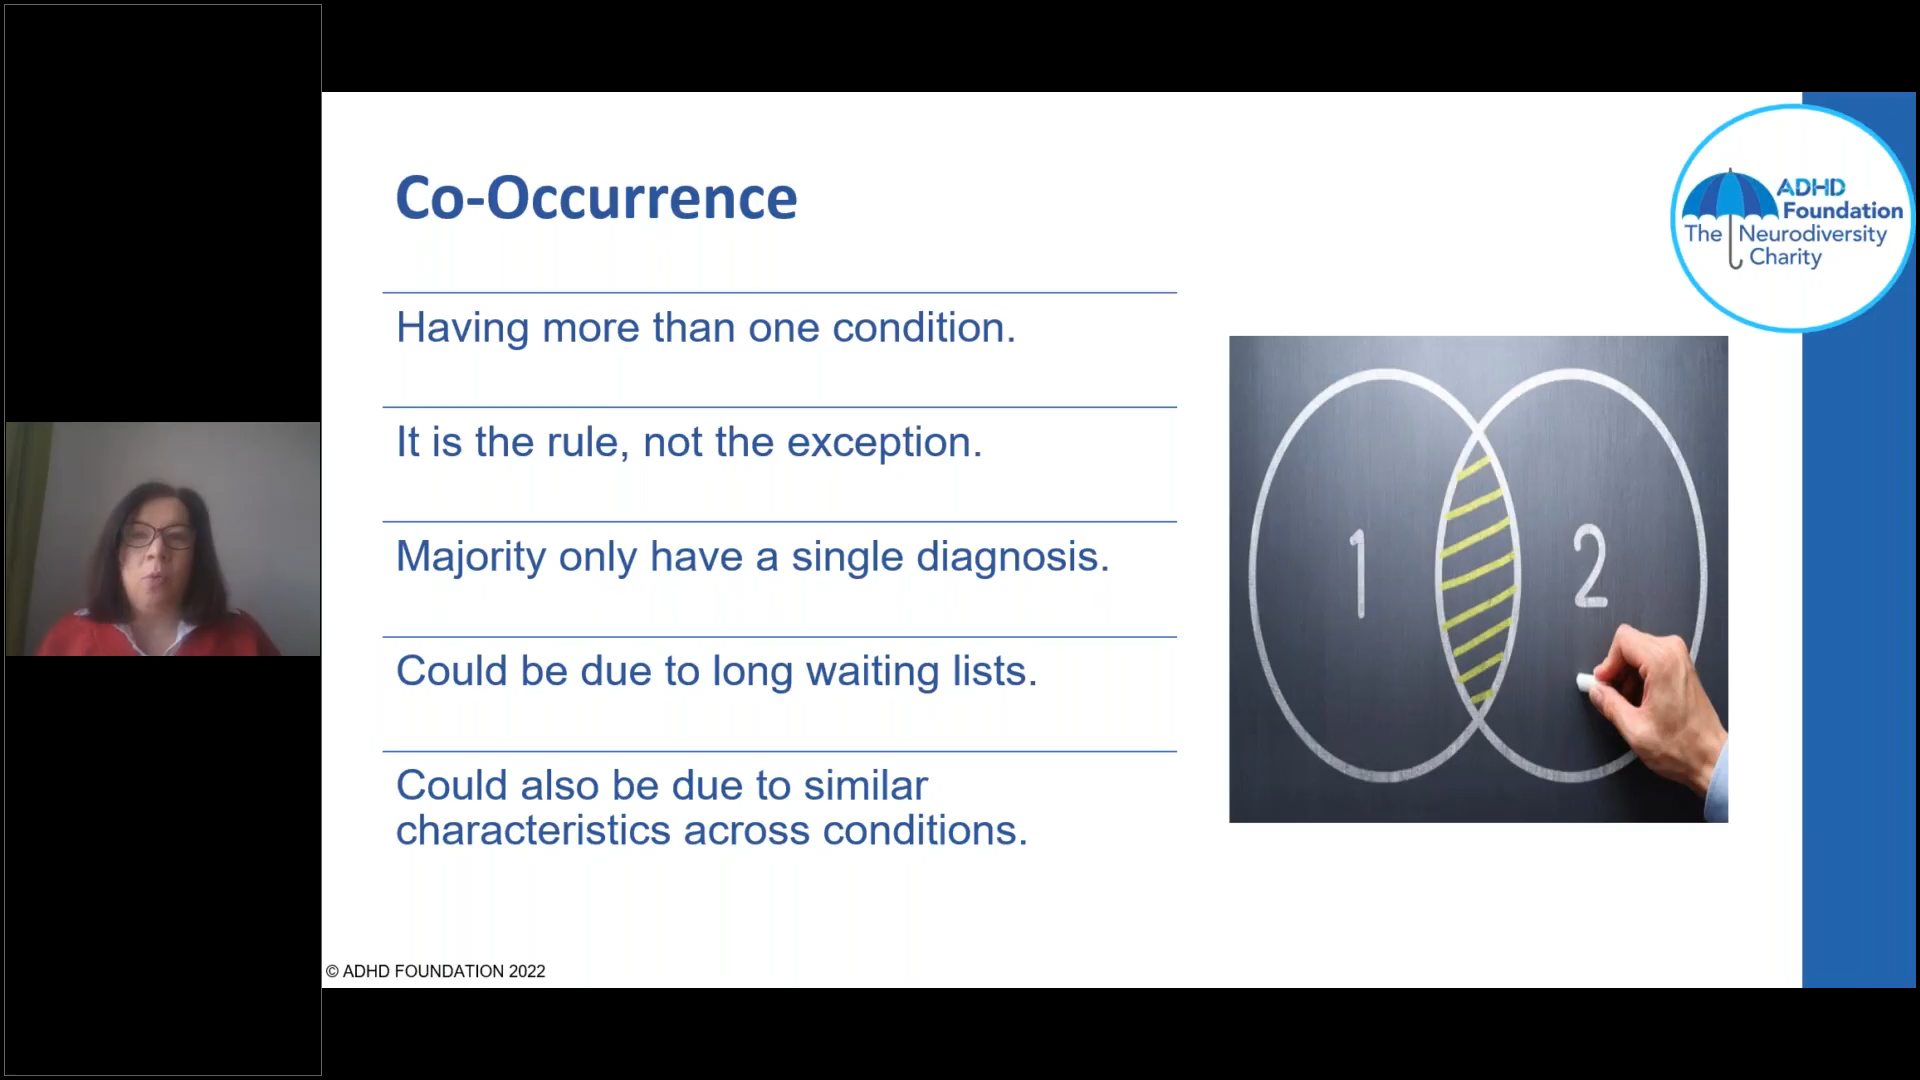 Co-Occurrence
Having more than one condition.
It is the rule, not the exception.
Majority only have a single diagnosis.
Could be due to long waiting lists.
Could also be due to similar
characteristics across conditions.
1
2
ADHD
Foundation
The Neurodiversity
Charity
© ADHD FOUNDATION 2022